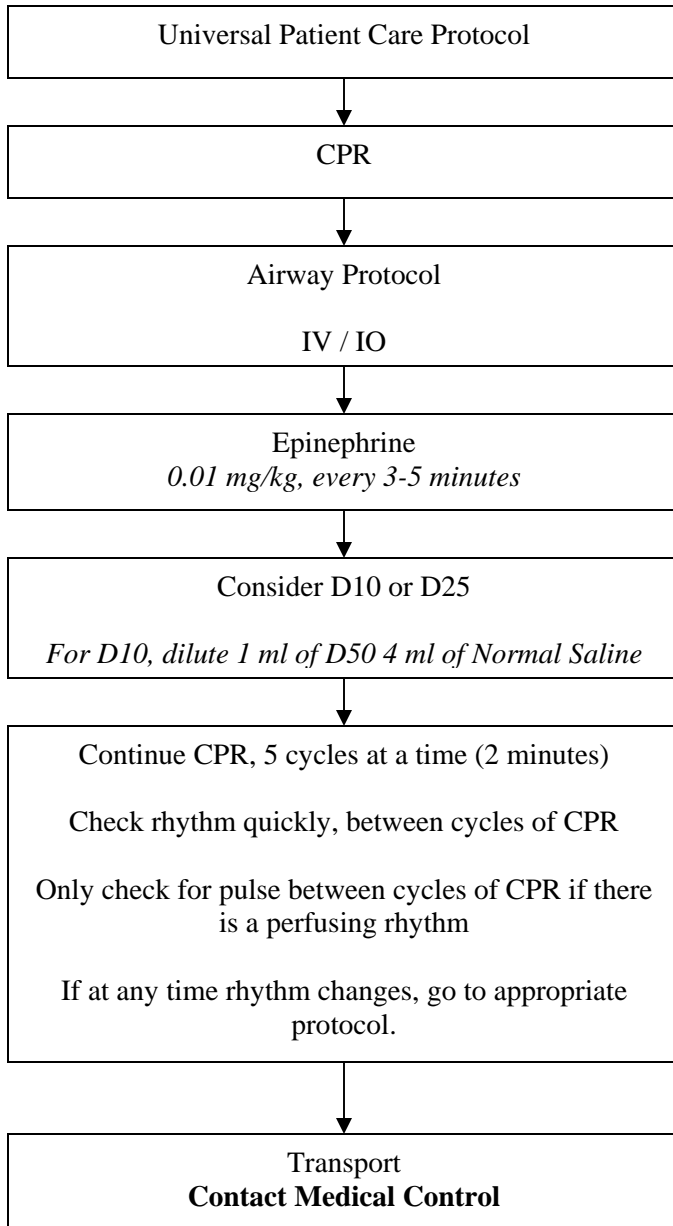 Universal Patient Care Protocol
CPR
Airway Protocol
IV / IO
Epinephrine
0.01 mg/kg, every 3-5 minutes
Consider D10 or D25
For D10, dilute 1 ml of D50 4 ml of Normal Saline
Continue CPR, 5 cycles at a time (2 minutes)
Check rhythm quickly, between cycles of CPR
Only check for pulse between cycles of CPR if there
is a perfusing rhythm
If at any time rhythm changes, go to appropriate
protocol.
Transport
Contact Medical Control